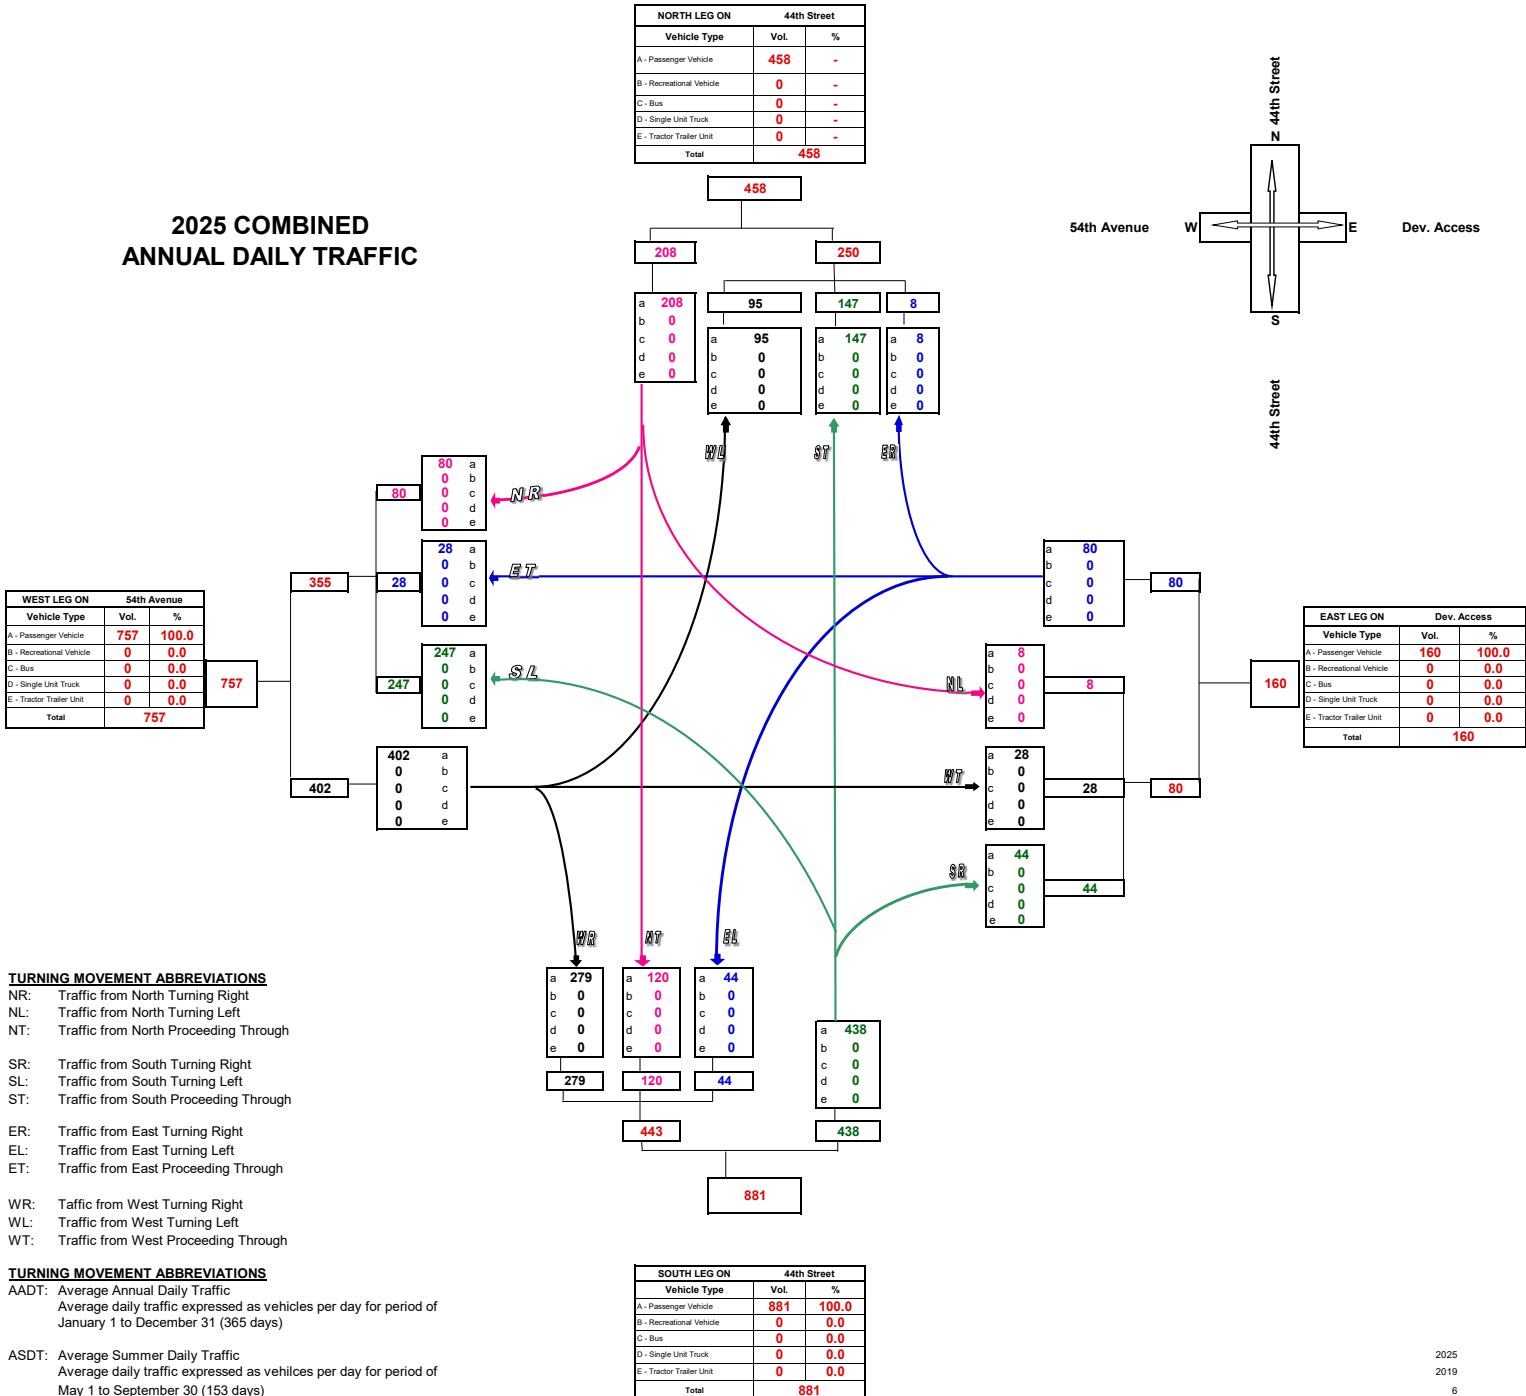 NORTH LEG ON 44th Street
Vehicle Type Vol. %
A - Passenger Vehicle 458 -
B - Recreational Vehicle 0 -
C - Bus 0 -
D - Single Unit Truck 0 -
E - Tractor Trailer Unit 0 -
Total 458
458
2025 COMBINED
ANNUAL DAILY TRAFFIC
44th Street
N
54th Avenue W E Dev. Access
S
44th Street
208 250
95 147 8
a 208
b 0
c 0
d 0
e 0
a 95
b 0
c 0
d 0
e 0
a 147
b 0
c 0
d 0
e 0
a 8
b 0
c 0
d 0
e 0
WL ST ER
80 a
0 b
0 c
0 d
0 e
80
NR
28 a
0 b
0 c
0 d
0 e
28
ET
355
247 a
0 b
0 c
0 d
0 e
247
SL
WEST LEG ON 54th Avenue
Vehicle Type Vol. %
A - Passenger Vehicle 757 100.0
B - Recreational Vehicle 0 0.0
C - Bus 0 0.0
D - Single Unit Truck 0 0.0
E - Tractor Trailer Unit 0 0.0
Total 757
757
402
402 a
0 b
0 c
0 d
0 e
a 80
b 0
c 0
d 0
e 0
80
NL
a 8
b 0
c 0
d 0
e 0
8
WT
a 28
b 0
c 0
d 0
e 0
28
80
SR
a 44
b 0
c 0
d 0
e 0
44
160
EAST LEG ON Dev. Access
Vehicle Type Vol. %
A - Passenger Vehicle 160 100.0
B - Recreational Vehicle 0 0.0
C - Bus 0 0.0
D - Single Unit Truck 0 0.0
E - Tractor Trailer Unit 0 0.0
Total 160
WR NT EL
a 279
b 0
c 0
d 0
e 0
a 120
b 0
c 0
d 0
e 0
a 44
b 0
c 0
d 0
e 0
a 438
b 0
c 0
d 0
e 0
279 120 44
443 438
881
TURNING MOVEMENT ABBREVIATIONS
NR: Traffic from North Turning Right
NL: Traffic from North Turning Left
NT: Traffic from North Proceeding Through
SR: Traffic from South Turning Right
SL: Traffic from South Turning Left
ST: Traffic from South Proceeding Through
ER: Traffic from East Turning Right
EL: Traffic from East Turning Left
ET: Traffic from East Proceeding Through
WR: Taffic from West Turning Right
WL: Traffic from West Turning Left
WT: Traffic from West Proceeding Through
TURNING MOVEMENT ABBREVIATIONS
AADT: Average Annual Daily Traffic
Average daily traffic expressed as vehicles per day for period of
January 1 to December 31 (365 days)
ASDT: Average Summer Daily Traffic
Average daily traffic expressed as vehilces per day for period of
May 1 to September 30 (153 days)
SOUTH LEG ON 44th Street
Vehicle Type Vol. %
A - Passenger Vehicle 881 100.0
B - Recreational Vehicle 0 0.0
C - Bus 0 0.0
D - Single Unit Truck 0 0.0
E - Tractor Trailer Unit 0 0.0
Total 881
2025
2019
6